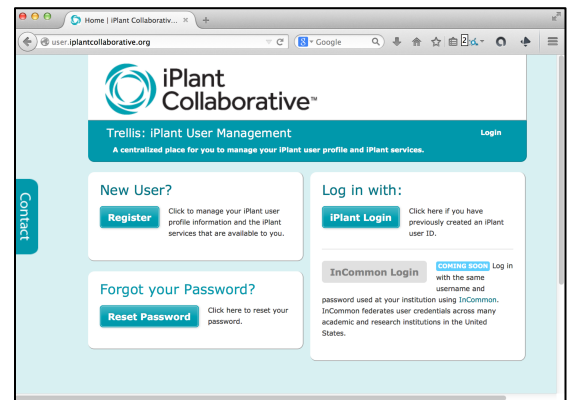 Home | iPlant Collaborativ...
user.iplantcollaborative.org
Google
2
iPlant
Collaborative™
Trellis: iPlant User Management
Login
A centralized place for you to manage your iPlant user profile and iPlant services.
Contact
New User?
Register
Click to manage your iPlant user
profile information and the iPlant
services that are available to you.
Forgot your Password?
Reset Password
Click here to reset your
password.
Log in with:
iPlant Login
Click here if you have
previously created an iPlant
user ID.
InCommon Login
COMING SOON Log in
with the same
username and
password used at your institution using InCommon.
InCommon federates user credentials across many
academic and research institutions in the United
States.